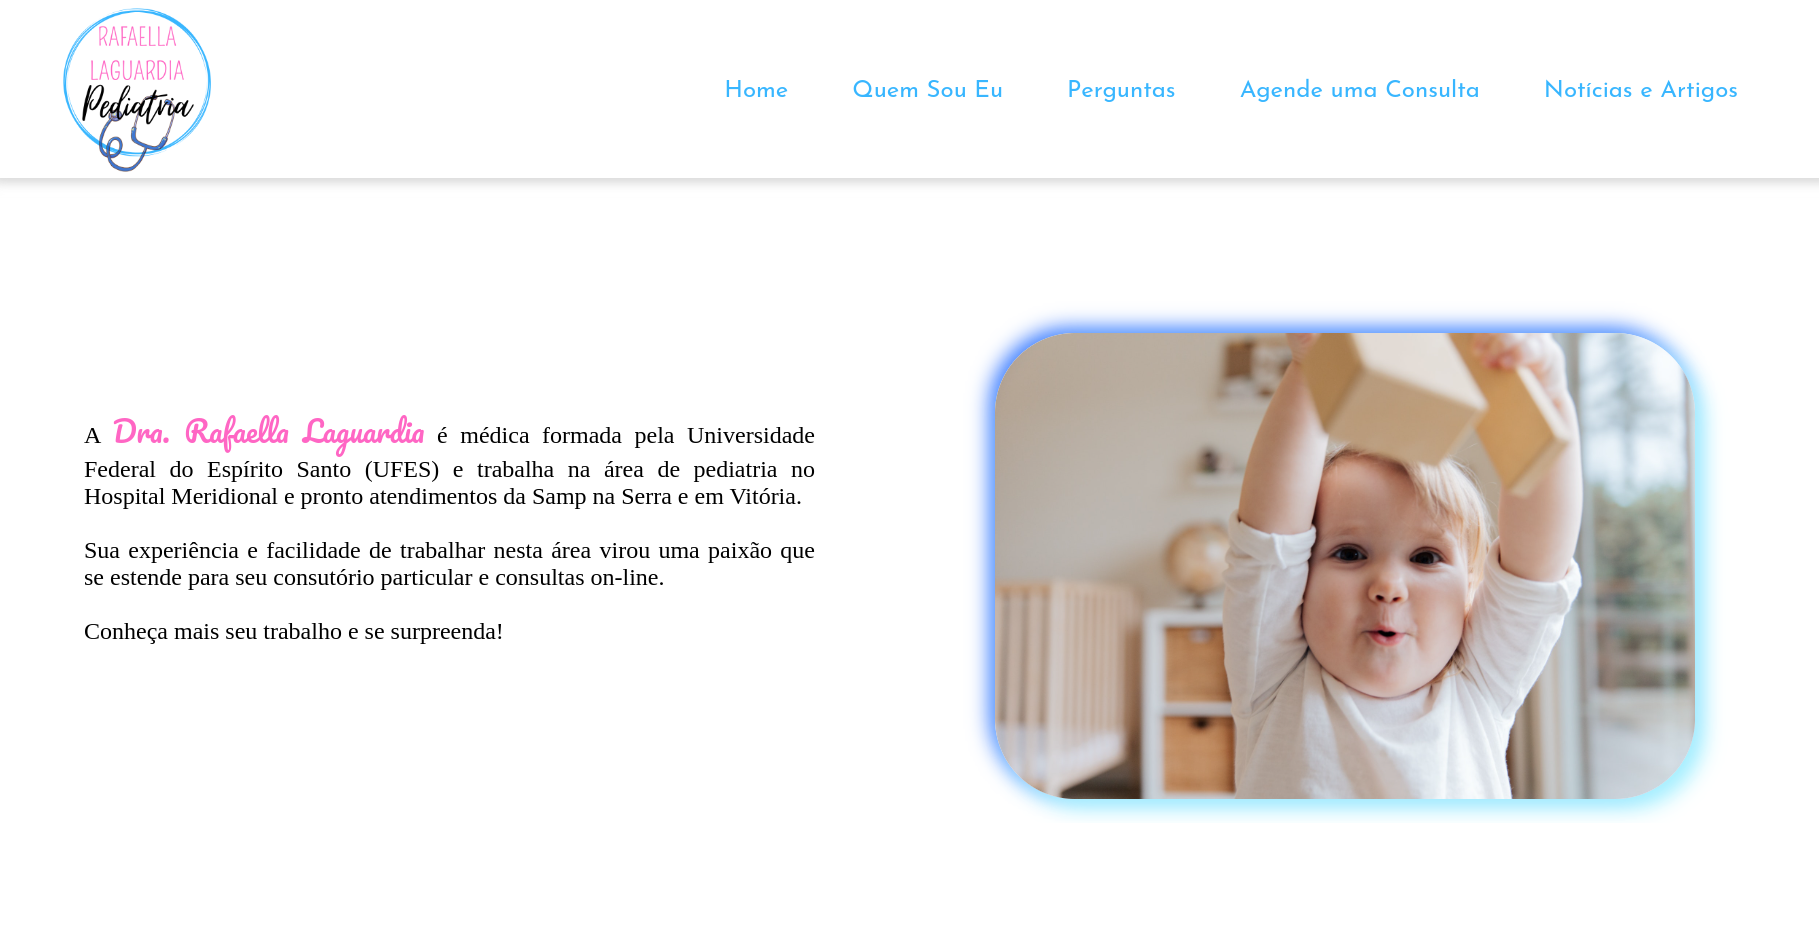 RAFAELLA
LAGUARDIA
Pediatria
Home Quem Sou Eu Perguntas Agende uma Consulta Notícias e Artigos
A Dra. Rafaella Laguardia é médica formada pela Universidade
Federal do Espírito Santo (UFES) e trabalha na área de pediatria no
Hospital Meridional e pronto atendimentos da Samp na Serra e em Vitória.
Sua experiência e facilidade de trabalhar nesta área virou uma paixão que
se estende para seu consutório particular e consultas on-line.
Conheça mais seu trabalho e se surpreenda!